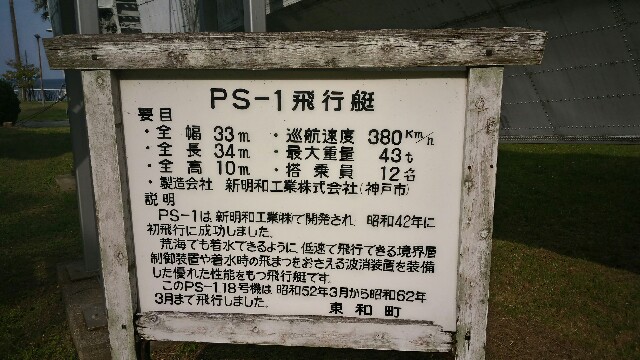 PS-1飛行艇
要目
・全幅 33m ・巡航速度 380Km/h
・全長 34m ・最大重量 43t
・全高 10m ・搭乗員 12名
・製造会社 新明和工業株式会社(神戸市)
説明
PS-1は、新明和工業㈱で開発され、昭和42年に
初飛行に成功しました。
荒海でも着水できるように、低速で飛行できる境界層
制御装置や着水時の飛まつをおさえる波消装置を装備
した優れた性能をもつ飛行艇です。
このPS-1 18号機は、昭和52年3月から昭和62年
3月まで飛行しました。 東和町